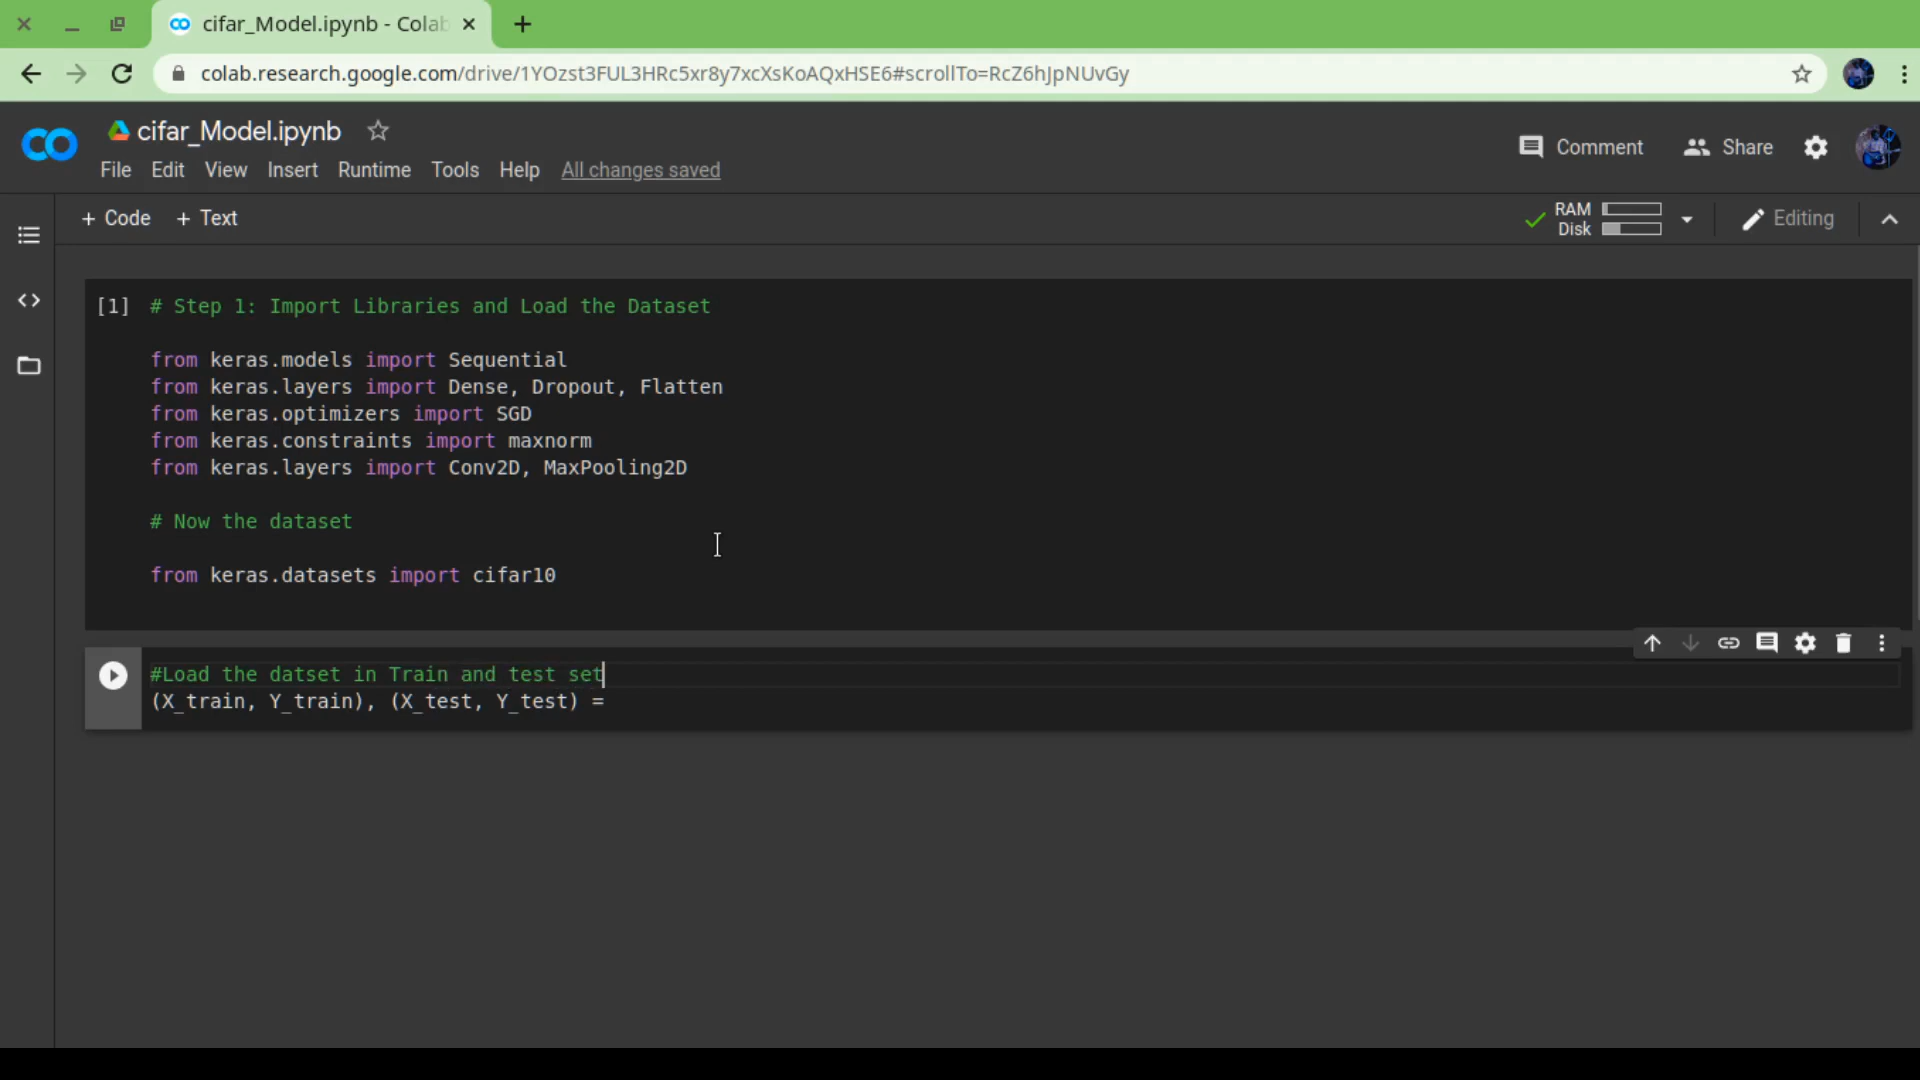 cifar_Model.ipynb - Colab
colab.research.google.com/drive/1YOzst3FUL3HRc5xr8y7xcXsKoAQxHSE6#scrollTo=RcZ6hJpNUvGy
cifar_Model.ipynb
Comment Share
File Edit View Insert Runtime Tools Help All changes saved
+ Code + Text
RAM
Disk
Editing
[1] # Step 1: Import Libraries and Load the Dataset
from keras.models import Sequential
from keras.layers import Dense, Dropout, Flatten
from keras.optimizers import SGD
from keras.constraints import maxnorm
from keras.layers import Conv2D, MaxPooling2D
# Now the dataset
from keras.datasets import cifar10
#Load the datset in Train and test set
(X_train, Y_train), (X_test, Y_test) =